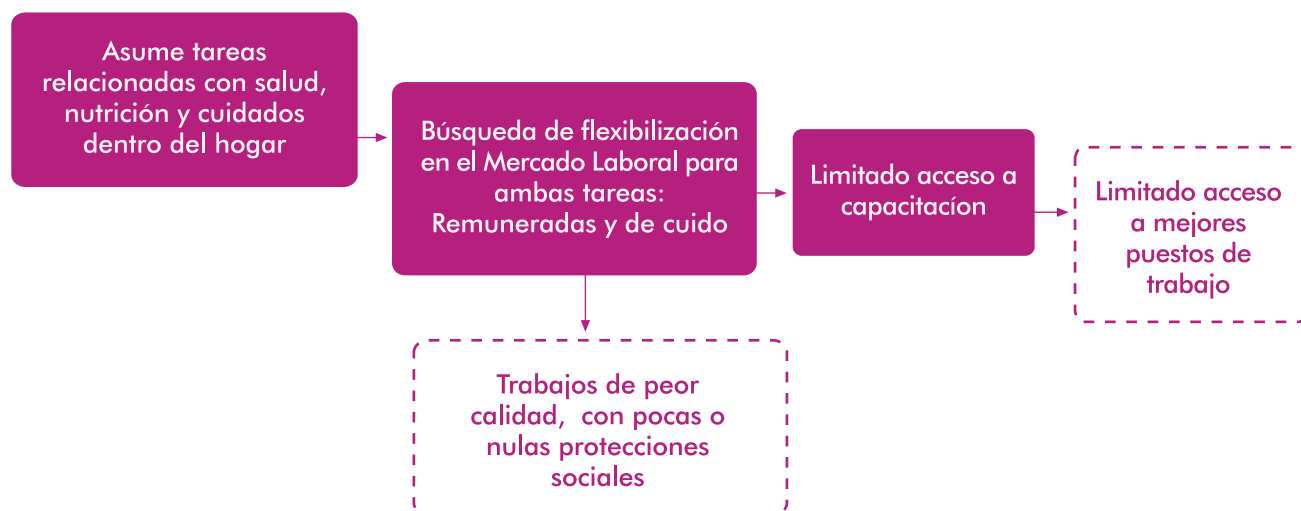 Asume tareas
relacionadas con salud,
nutrición y cuidados
dentro del hogar
Búsqueda de flexibilización
en el Mercado Laboral para
ambas tareas:
Remuneradas y de cuido
Limitado acceso a
capacitacíon
Limitado acceso
a mejores
puestos de
trabajo
Trabajos de peor
calidad, con pocas o
nulas protecciones
sociales